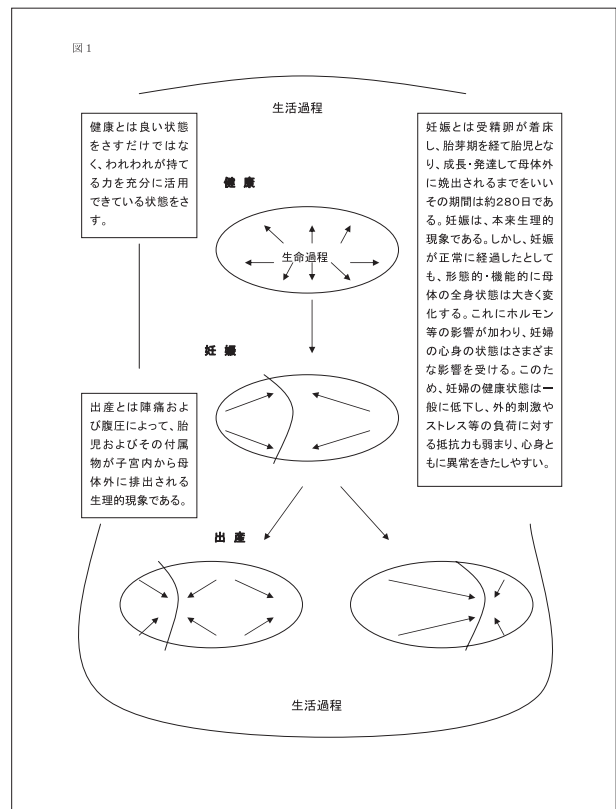 図1
生活過程
健康とは良い状態
をさすだけではな
く、われわれが持て
る力を充分に活用
できている状態をさ
す。
妊娠とは受精卵が着床
し、胎芽期を経て胎児とな
り、成長・発達して母体外
に娩出されるまでをいい
その期間は約280日であ
る。妊娠は、本来生理的
現象である。しかし、妊娠
が正常に経過したとして
も、形態的・機能的に母
体の全身状態は大きく変
化する。これにホルモン
等の影響が加わり、妊婦
の心身の状態はさまざま
な影響を受ける。このた
め、妊婦の健康状態は一
般に低下し、外的刺激や
ストレス等の負荷に対す
る抵抗力も弱まり、心身と
もに異常をきたしやすい。
健 康
生命過程
妊 娠
出産とは陣痛およ
び腹圧によって、胎
児およびその付属
物が子宮内から母
体外に排出される
生理的現象である。
出 産
生活過程